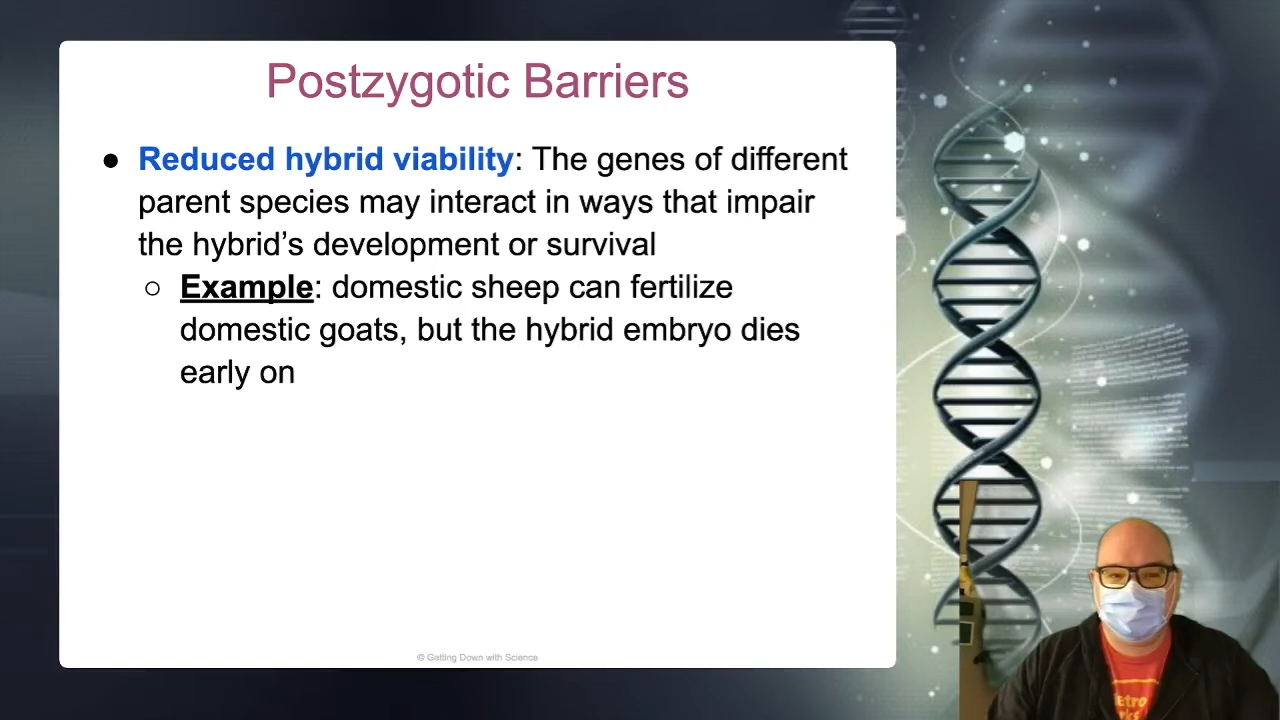 Postzygotic Barriers
● Reduced hybrid viability: The genes of different
parent species may interact in ways that impair
the hybrid's development or survival
○ Example: domestic sheep can fertilize
domestic goats, but the hybrid embryo dies
early on
© Getting Down with Science